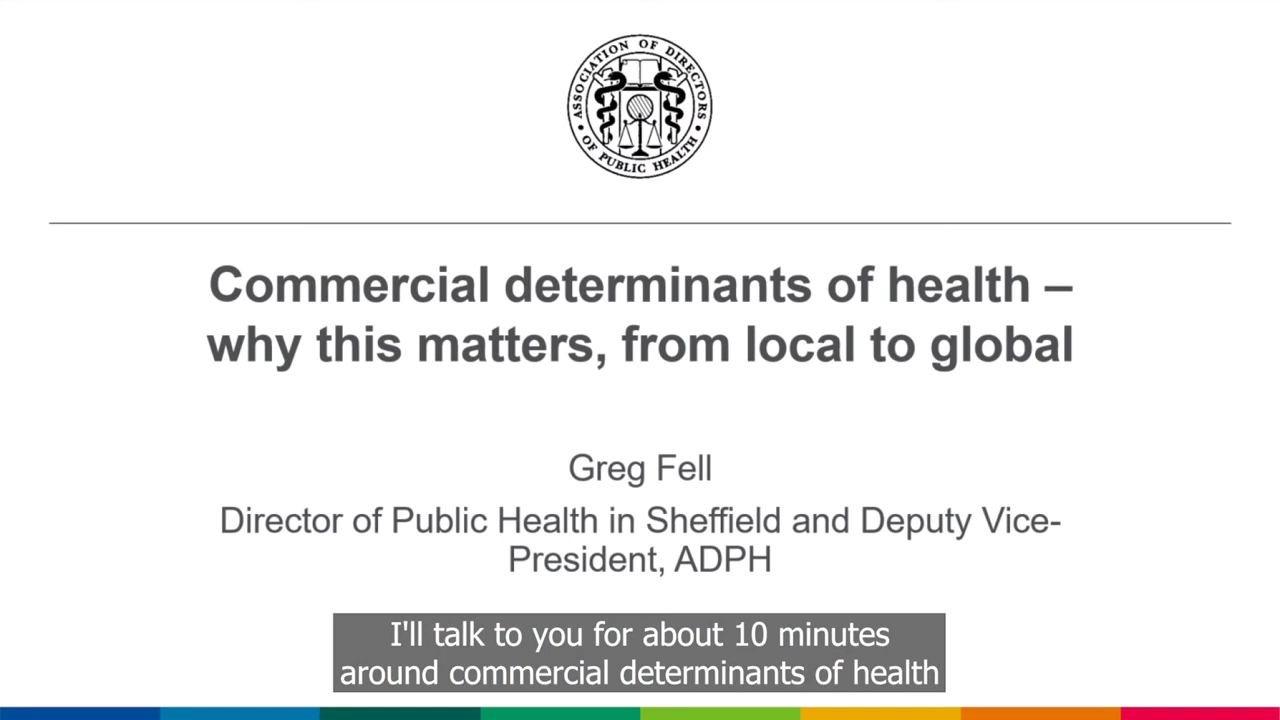 ASSOCIATION OF DIRECTORS
• OF PUBLIC HEALTH •
Commercial determinants of health –
why this matters, from local to global
Greg Fell
Director of Public Health in Sheffield and Deputy Vice-
President, ADPH
I'll talk to you for about 10 minutes
around commercial determinants of health